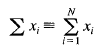 ∑ xᵢ ≡ ∑ᵢ₌₁ᴺ xᵢ